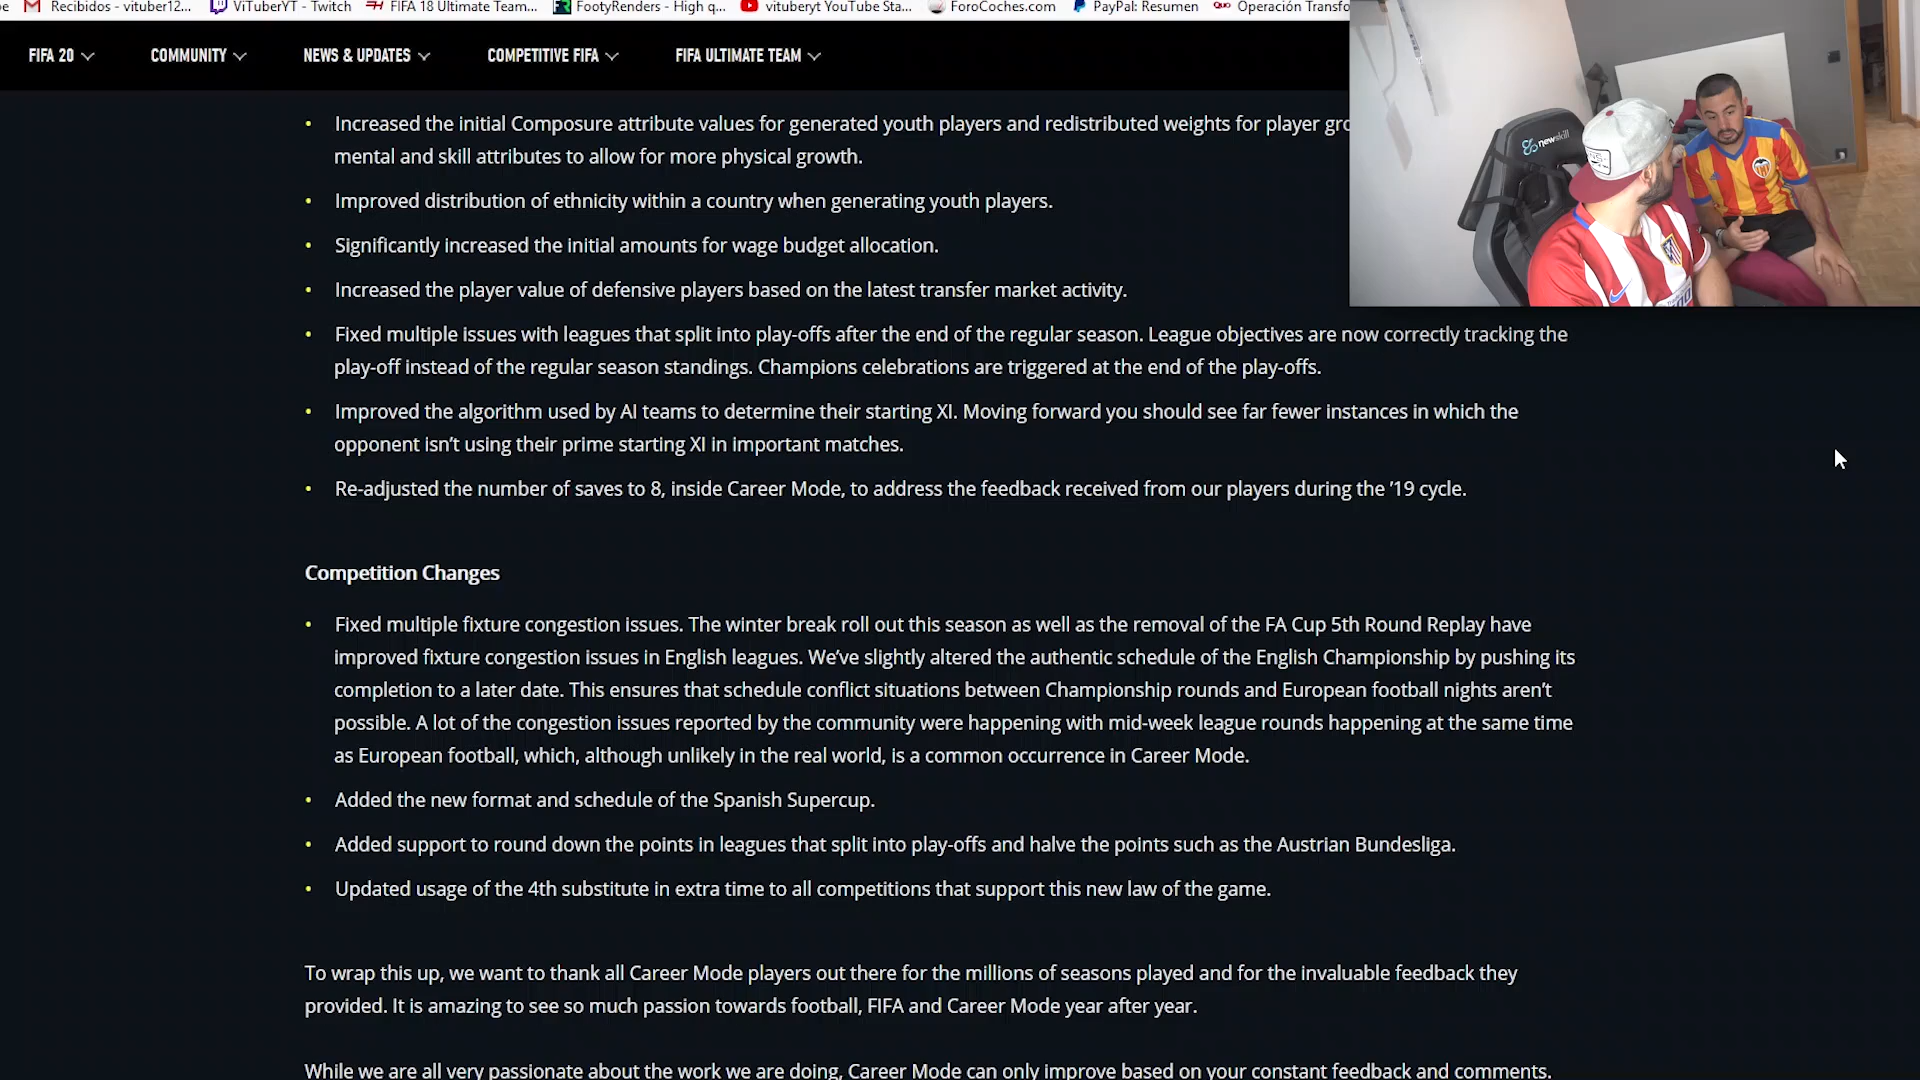 Recibidos - vituber12...
ViTuberYT - Twitch
FIFA 18 Ultimate Team...
FootyRenders - High q...
vituberyt YouTube Sta...
ForoCoches.com
PayPal: Resumen
Operación Transfo
FIFA 20
COMMUNITY
NEWS & UPDATES
COMPETITIVE FIFA
FIFA ULTIMATE TEAM
newskill
• Increased the initial Composure attribute values for generated youth players and redistributed weights for player gro
mental and skill attributes to allow for more physical growth.
• Improved distribution of ethnicity within a country when generating youth players.
• Significantly increased the initial amounts for wage budget allocation.
• Increased the player value of defensive players based on the latest transfer market activity.
• Fixed multiple issues with leagues that split into play-offs after the end of the regular season. League objectives are now correctly tracking the
play-off instead of the regular season standings. Champions celebrations are triggered at the end of the play-offs.
• Improved the algorithm used by AI teams to determine their starting XI. Moving forward you should see far fewer instances in which the
opponent isn't using their prime starting XI in important matches.
• Re-adjusted the number of saves to 8, inside Career Mode, to address the feedback received from our players during the '19 cycle.
Competition Changes
• Fixed multiple fixture congestion issues. The winter break roll out this season as well as the removal of the FA Cup 5th Round Replay have
improved fixture congestion issues in English leagues. We've slightly altered the authentic schedule of the English Championship by pushing its
completion to a later date. This ensures that schedule conflict situations between Championship rounds and European football nights aren't
possible. A lot of the congestion issues reported by the community were happening with mid-week league rounds happening at the same time
as European football, which, although unlikely in the real world, is a common occurrence in Career Mode.
• Added the new format and schedule of the Spanish Supercup.
• Added support to round down the points in leagues that split into play-offs and halve the points such as the Austrian Bundesliga.
• Updated usage of the 4th substitute in extra time to all competitions that support this new law of the game.
To wrap this up, we want to thank all Career Mode players out there for the millions of seasons played and for the invaluable feedback they
provided. It is amazing to see so much passion towards football, FIFA and Career Mode year after year.
While we are all very passionate about the work we are doing, Career Mode can only improve based on your constant feedback and comments.